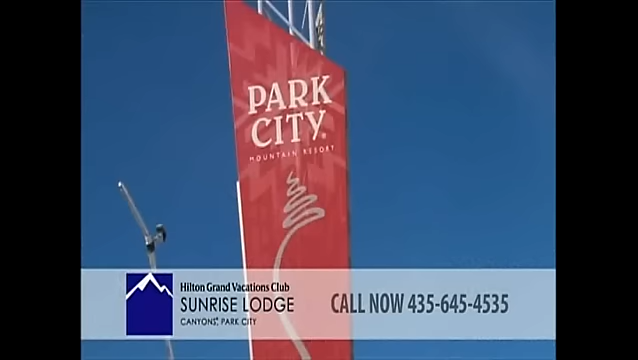 PARK
CITY®
MOUNTAIN RESORT
Hilton Grand Vacations Club
SUNRISE LODGE
CANYONS®, PARK CITY
CALL NOW 435-645-4535